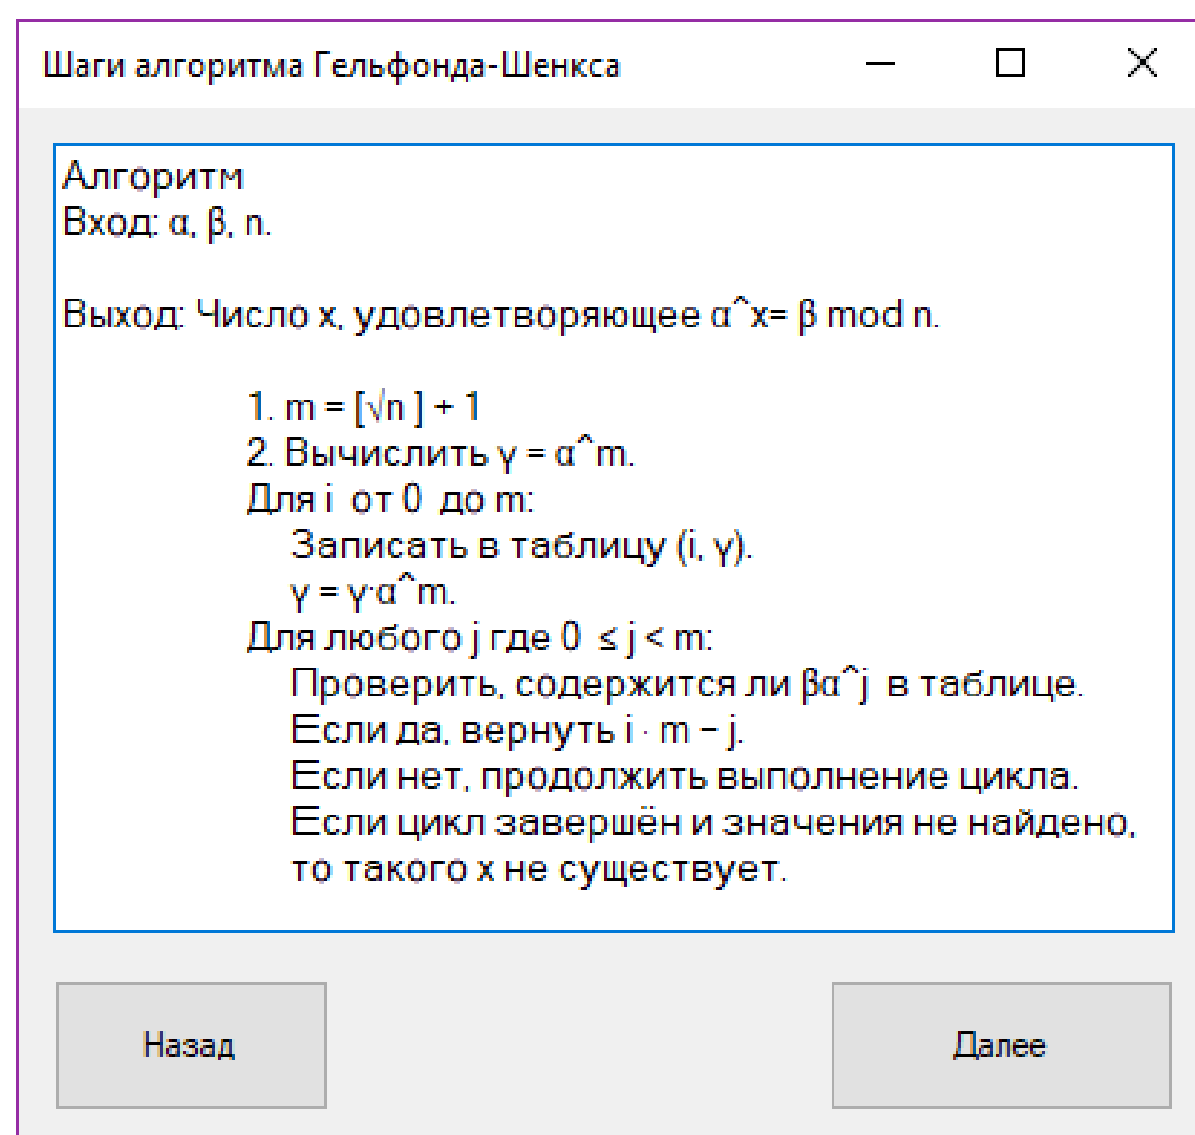 Шаги алгоритма Гельфонда-Шенкса
Алгоритм
Вход: α, β, n.
Выход: Число x, удовлетворяющее α^x= β mod n.
1. m = [√n ] + 1
2. Вычислить γ = α^m.
Для i от 0 до m:
Записать в таблицу (i, γ).
γ = γ·α^m.
Для любого j где 0 ≤ j < m:
Проверить, содержится ли βα^j в таблице.
Если да, вернуть i · m − j.
Если нет, продолжить выполнение цикла.
Если цикл завершён и значения не найдено,
то такого x не существует.
Назад
Далее